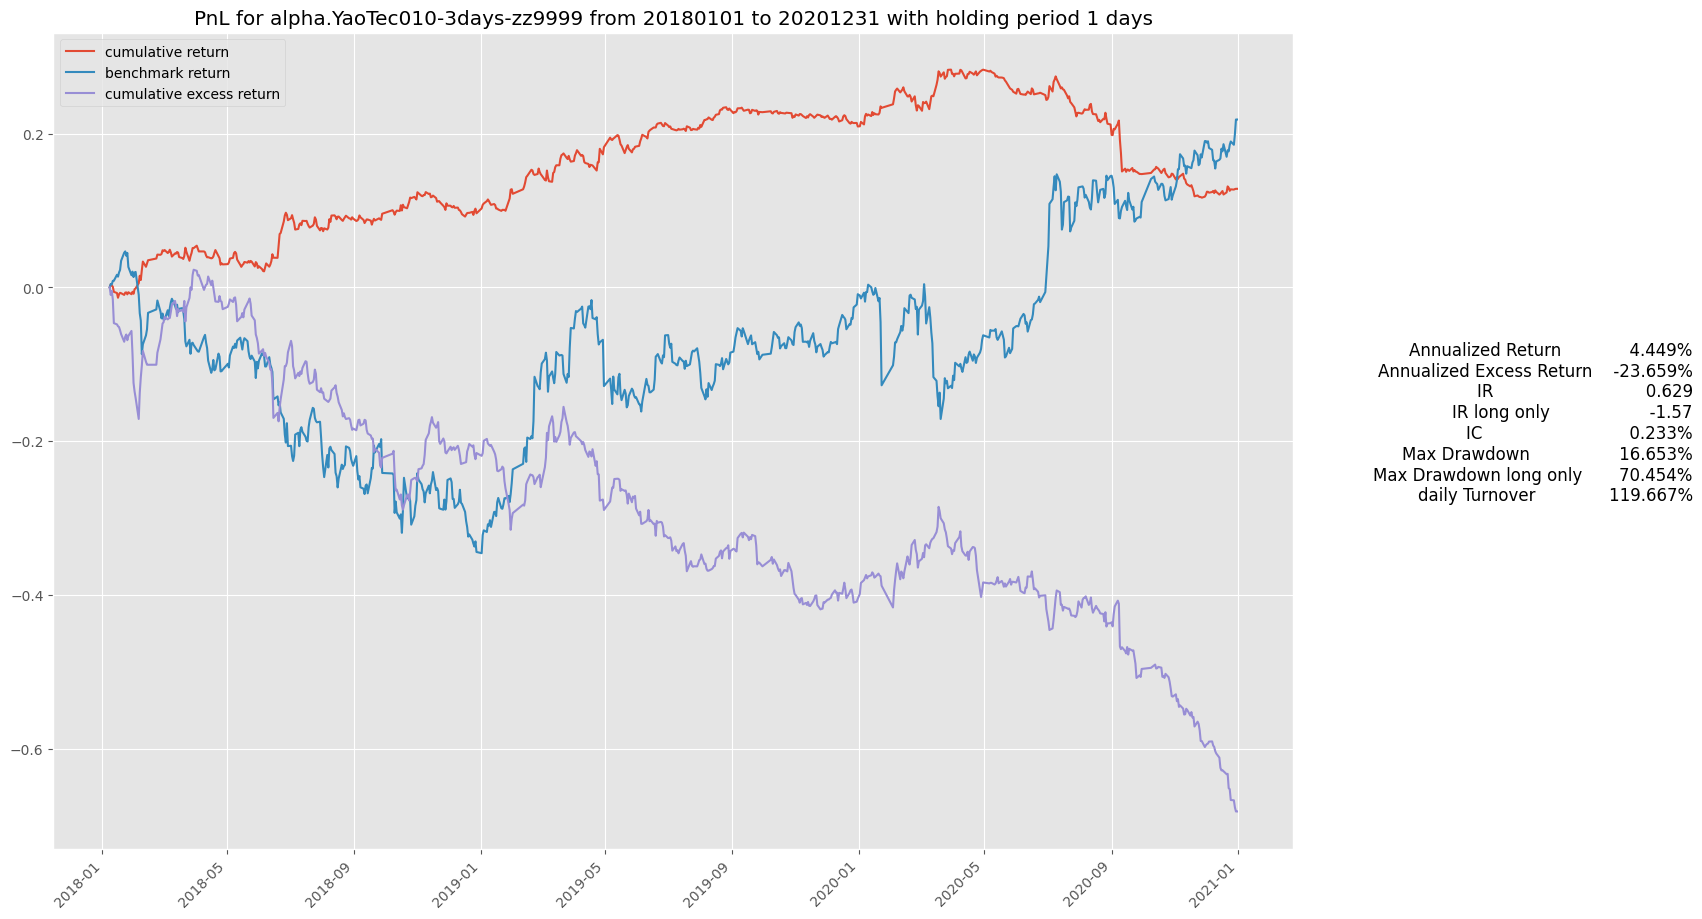 PnL for alpha.YaoTec010-3days-zz9999 from 20180101 to 20201231 with holding period 1 days
cumulative return
benchmark return
cumulative excess return
0.2
0.0
−0.2
−0.4
−0.6
2018-01
2018-05
2018-09
2019-01
2019-05
2019-09
2020-01
2020-05
2020-09
2021-01
Annualized Return 4.449%
Annualized Excess Return -23.659%
IR 0.629
IR long only -1.57
IC 0.233%
Max Drawdown 16.653%
Max Drawdown long only 70.454%
daily Turnover 119.667%